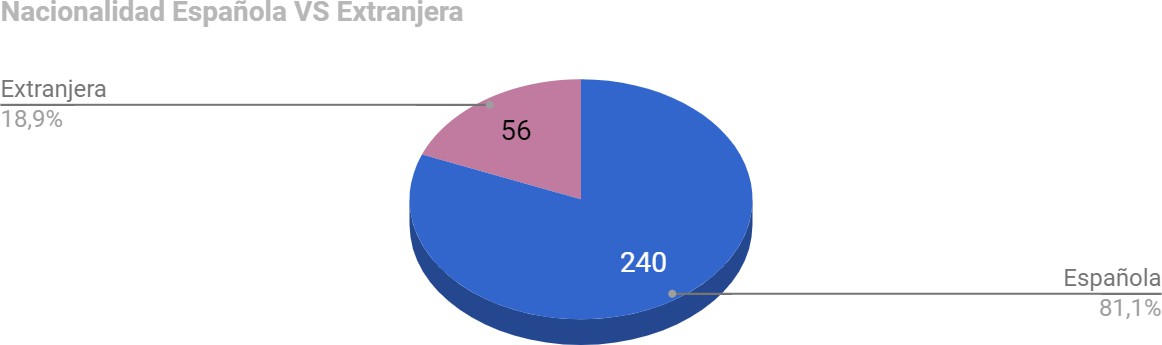 Nacionalidad Española VS Extranjera
Extranjera
18,9%
56
240
Española
81,1%